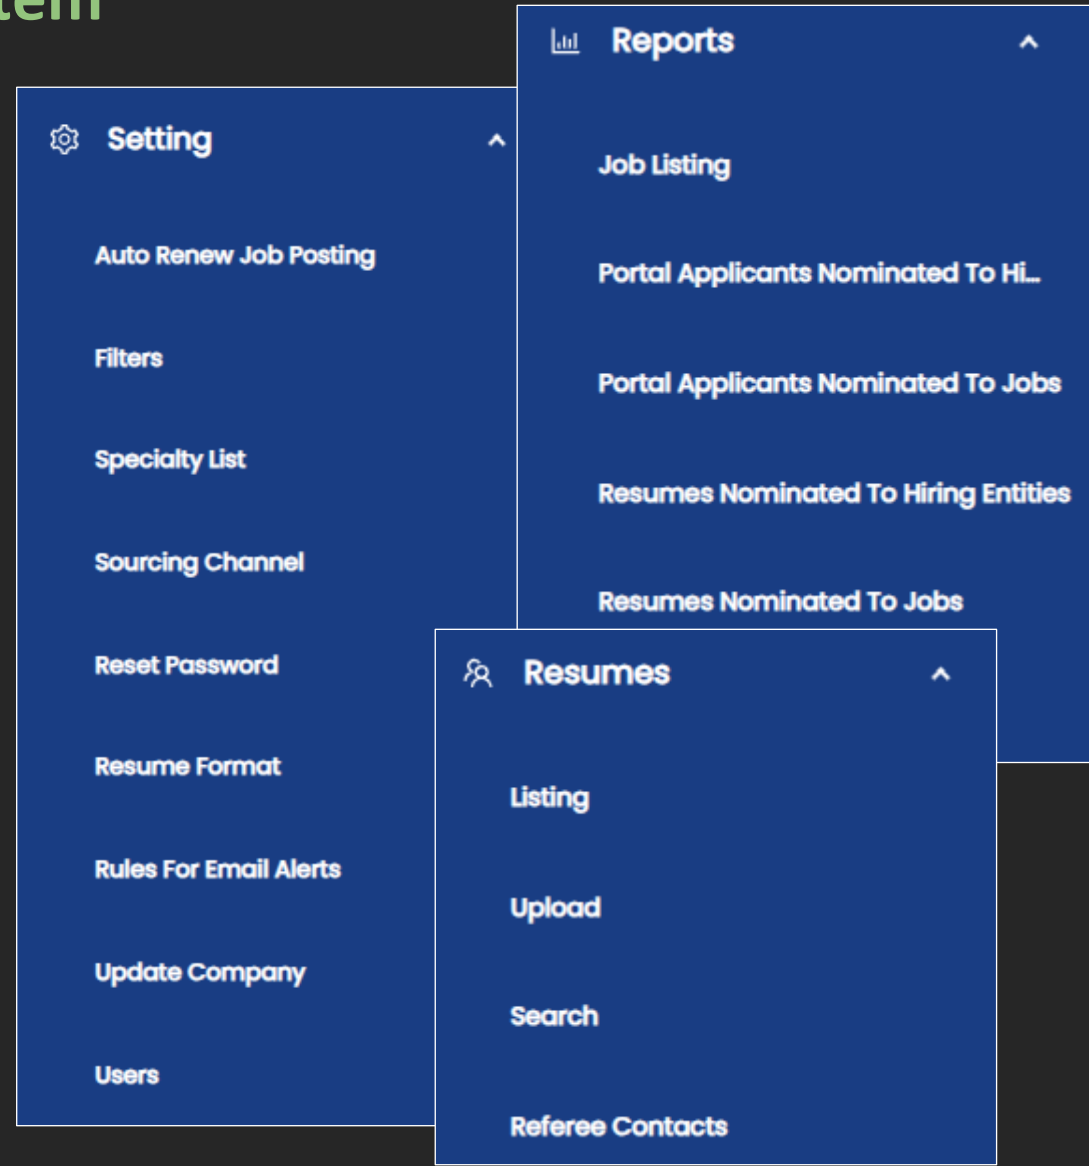 tem
Setting
Auto Renew Job Posting
Filters
Specialty List
Sourcing Channel
Reset Password
Resume Format
Rules For Email Alerts
Update Company
Users
Reports
Job Listing
Portal Applicants Nominated To Hi...
Portal Applicants Nominated To Jobs
Resumes Nominated To Hiring Entities
Resumes Nominated To Jobs
Resumes
Listing
Upload
Search
Referee Contacts